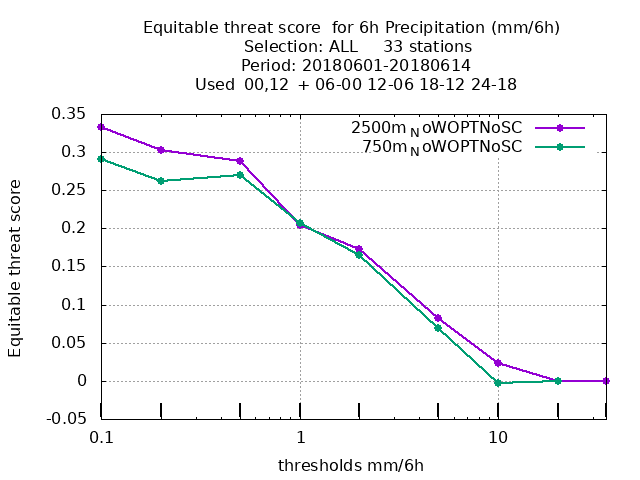 Equitable threat score  for 6h Precipitation (mm/6h)
Selection: ALL     33 stations
Period: 20180601-20180614
Used  00,12  + 06-00 12-06 18-12 24-18
2500m_NoWOPTNoSC
750m_NoWOPTNoSC
0.35
0.3
0.25
0.2
0.15
0.1
0.05
0
-0.05
Equitable threat score
0.1 1 10
thresholds mm/6h